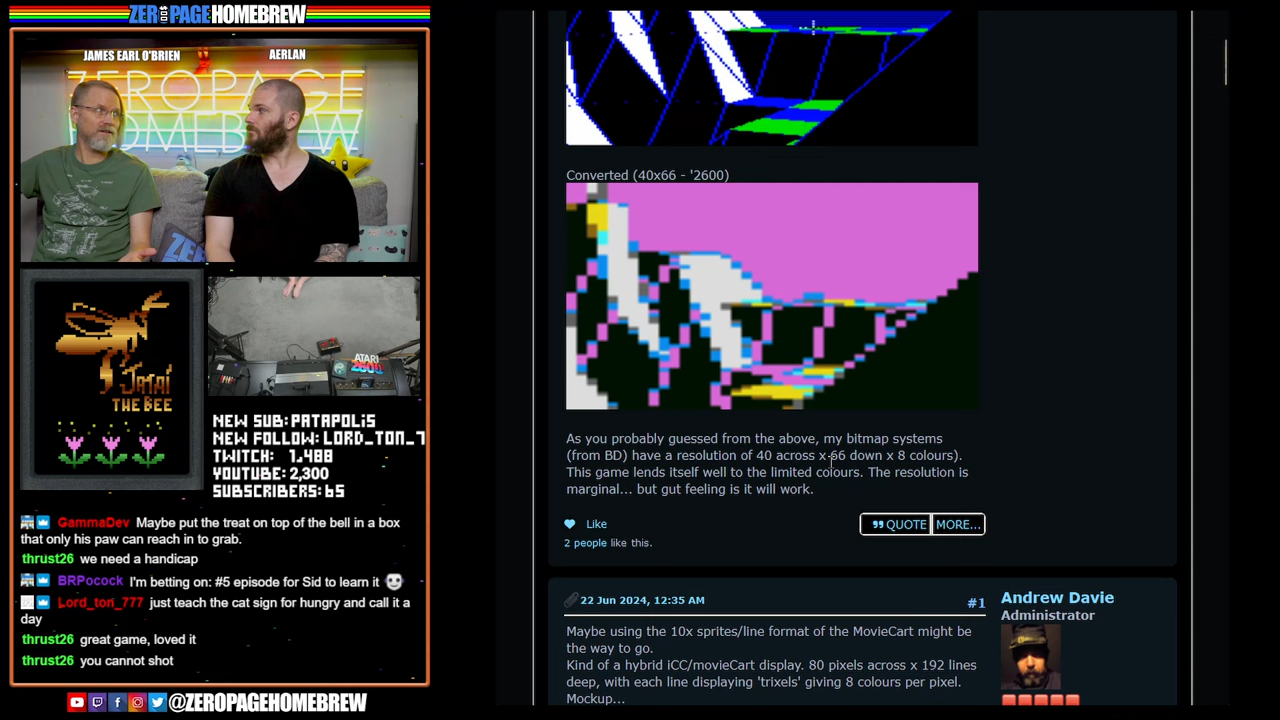 ZEROPAGEHOMEBREW
JAMES EARL O'BRIEN
AERLAN
ZEROPAGE
HOMEBREW
JATAI
THE BEE
ATARI
2600
NEW SUB: PATAPOLIS
NEW FOLLOW: LORD_TON_7
TWITCH: 1,488
YOUTUBE: 2,300
SUBSCRIBERS: 65
GammaDev Maybe put the treat on top of the bell in a box
that only his paw can reach in to grab.
thrust26 we need a handicap
BRPocock I'm betting on: #5 episode for Sid to learn it
Lord_ton_777 just teach the cat sign for hungry and call it a
day
thrust26 great game, loved it
thrust26 you cannot shot
@ZEROPAGEHOMEBREW
Converted (40x66 - '2600)
As you probably guessed from the above, my bitmap systems
(from BD) have a resolution of 40 across x 66 down x 8 colours).
This game lends itself well to the limited colours. The resolution is
marginal... but gut feeling is it will work.
Like
QUOTE
MORE...
2 people like this.
22 Jun 2024, 12:35 AM
#1
Andrew Davie
Administrator
Maybe using the 10x sprites/line format of the MovieCart might be
the way to go.
Kind of a hybrid iCC/movieCart display. 80 pixels across x 192 lines
deep, with each line displaying 'trixels' giving 8 colours per pixel.
Mockup...